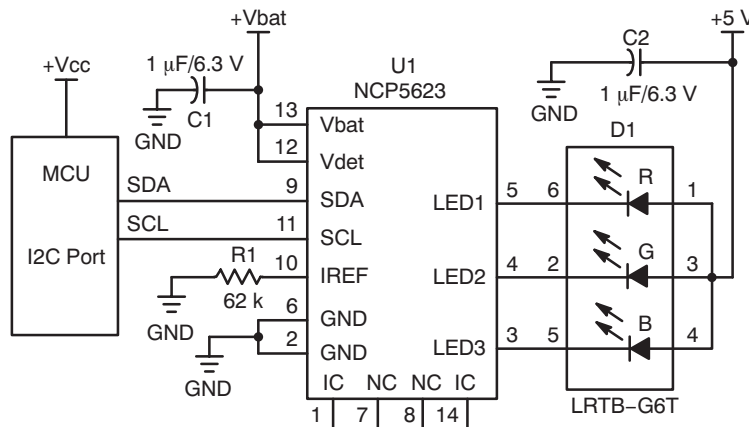 +Vbat
+5 V
+Vcc
1 μF/6.3 V
C1
GND
U1
NCP5623
C2
1 μF/6.3 V
GND
D1
MCU
I2C Port
SDA
SCL
R1
62 k
GND
GND
13 Vbat
12 Vdet
9 SDA
11 SCL
10 IREF
6 GND
2 GND
LED1 5 6 R 1
LED2 4 2 G 3
LED3 3 5 B 4
IC NC NC IC
1 7 8 14
LRTB−G6T